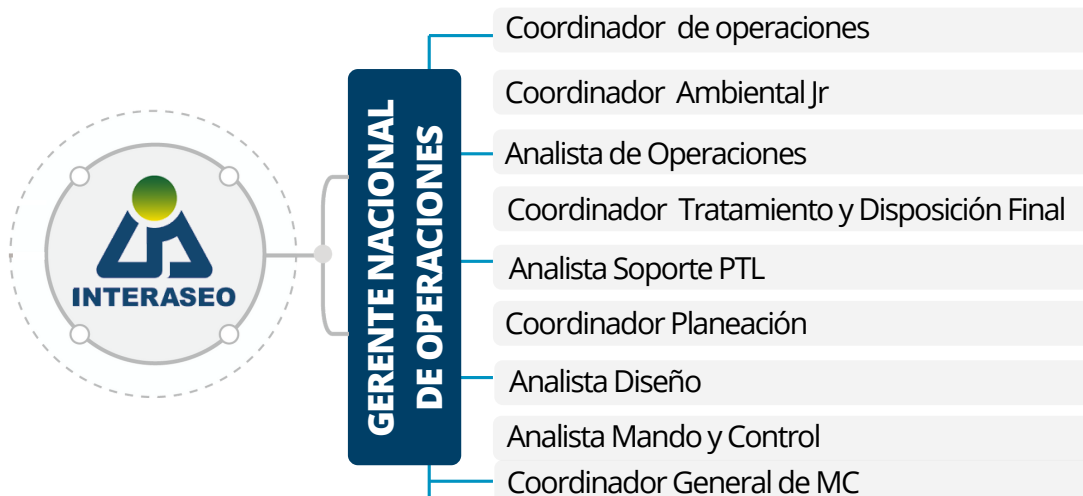 INTERASEO
GERENTE NACIONAL
DE OPERACIONES
Coordinador de operaciones
Coordinador Ambiental Jr
Analista de Operaciones
Coordinador Tratamiento y Disposición Final
Analista Soporte PTL
Coordinador Planeación
Analista Diseño
Analista Mando y Control
Coordinador General de MC